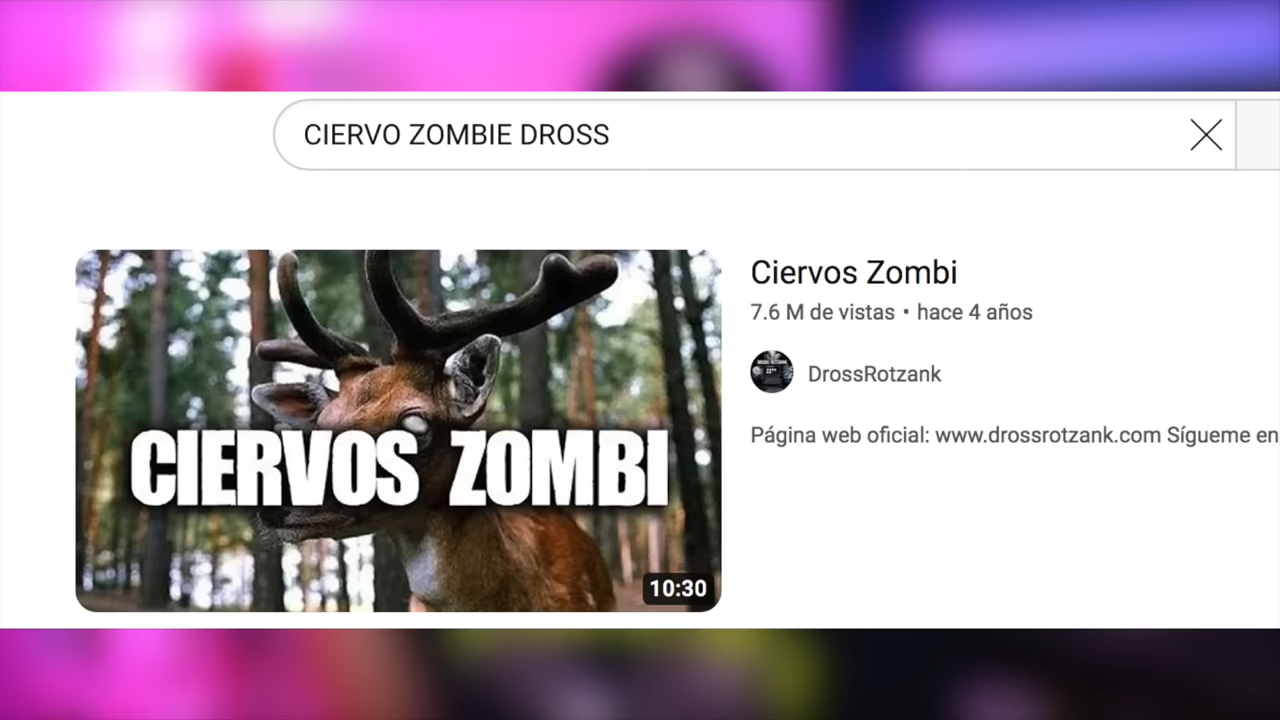 CIERVO ZOMBIE DROSS
CIERVOS ZOMBI
10:30
Ciervos Zombi
7.6 M de vistas • hace 4 años
DrossRotzank
Página web oficial: www.drossrotzank.com Sígueme en